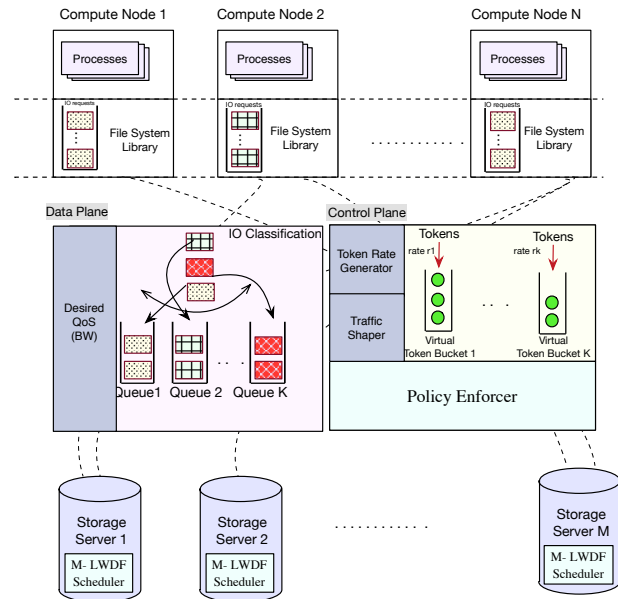 Compute Node 1
Compute Node 2
Compute Node N
Processes
Processes
Processes
IO requests
File System
Library
IO requests
File System
Library
IO requests
File System
Library
Data Plane
Control Plane
IO Classification
Desired
QoS
(BW)
Queue1
Queue 2
Queue K
Token Rate
Generator
Traffic
Shaper
Tokens
rate r1
Tokens
rate rk
Virtual
Token Bucket 1
Virtual
Token Bucket K
Policy Enforcer
Storage
Server 1
M- LWDF
Scheduler
Storage
Server 2
M- LWDF
Scheduler
Storage
Server M
M- LWDF
Scheduler